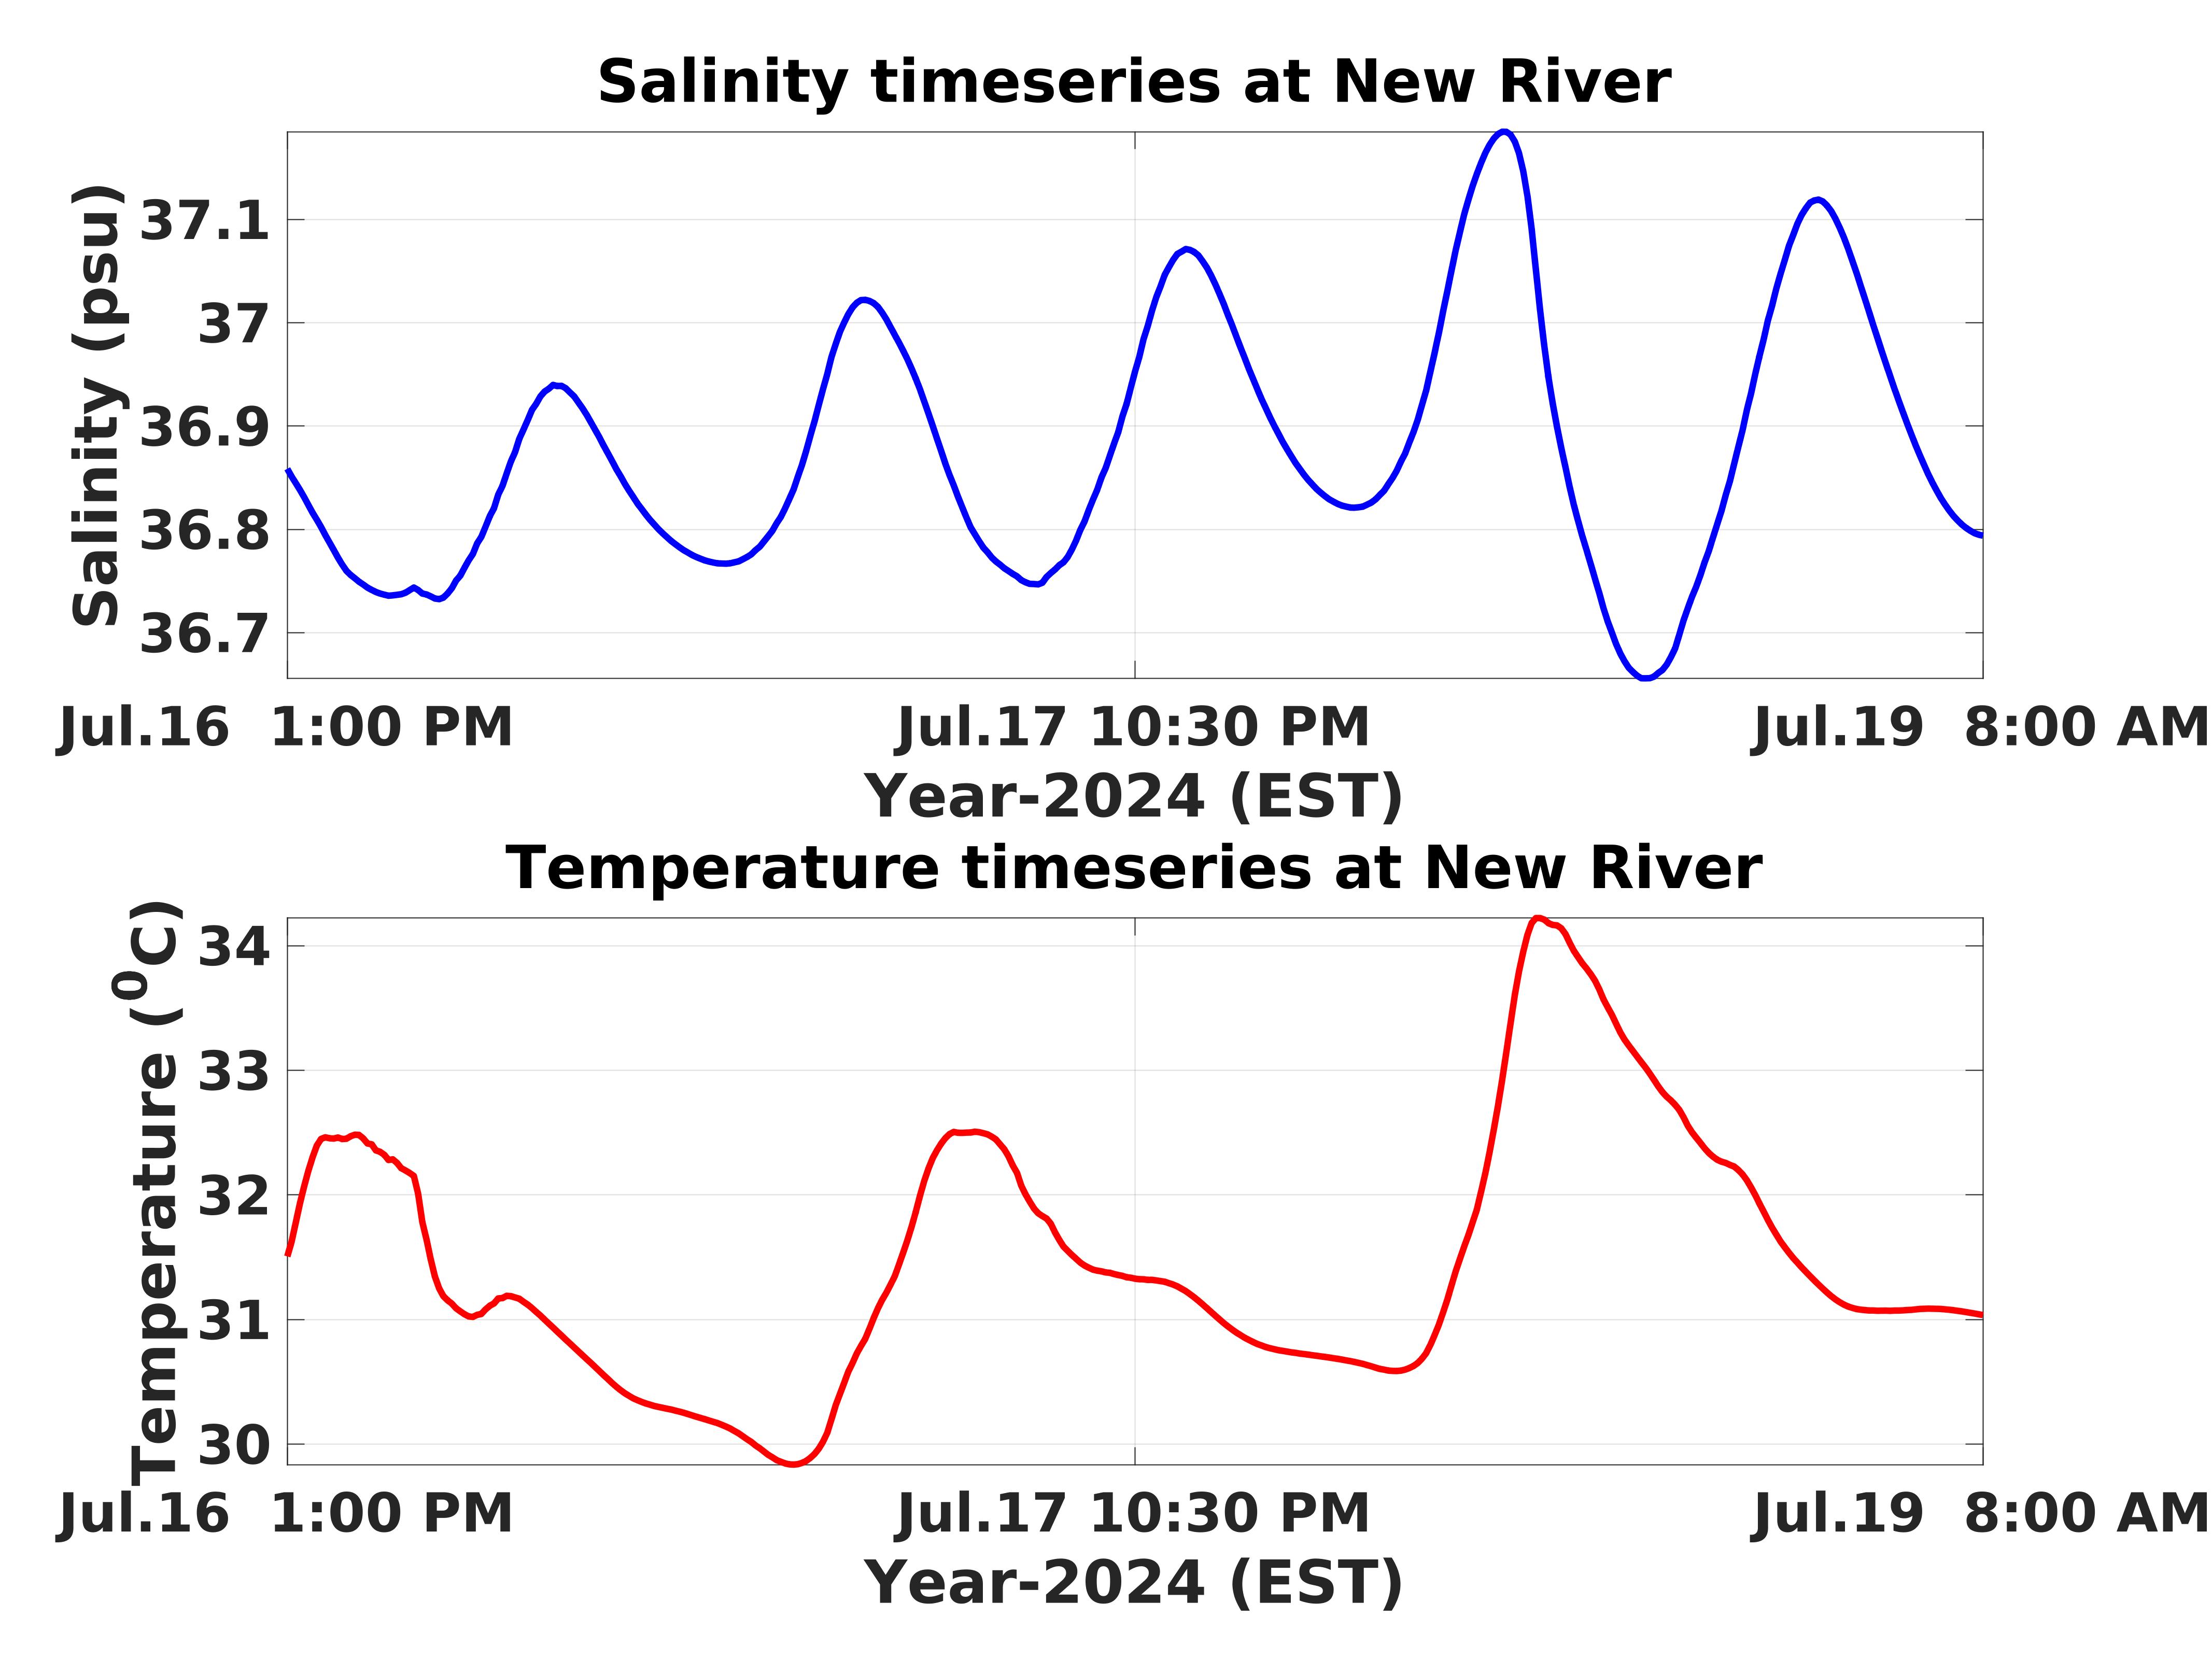 Salinity timeseries at New River
Salinity (psu)
37.1
37
36.9
36.8
36.7
Jul.16  1:00 PM
Jul.17 10:30 PM
Jul.19  8:00 AM
Year-2024 (EST)
Temperature timeseries at New River
Temperature (⁰C)
34
33
32
31
30
Jul.16  1:00 PM
Jul.17 10:30 PM
Jul.19  8:00 AM
Year-2024 (EST)